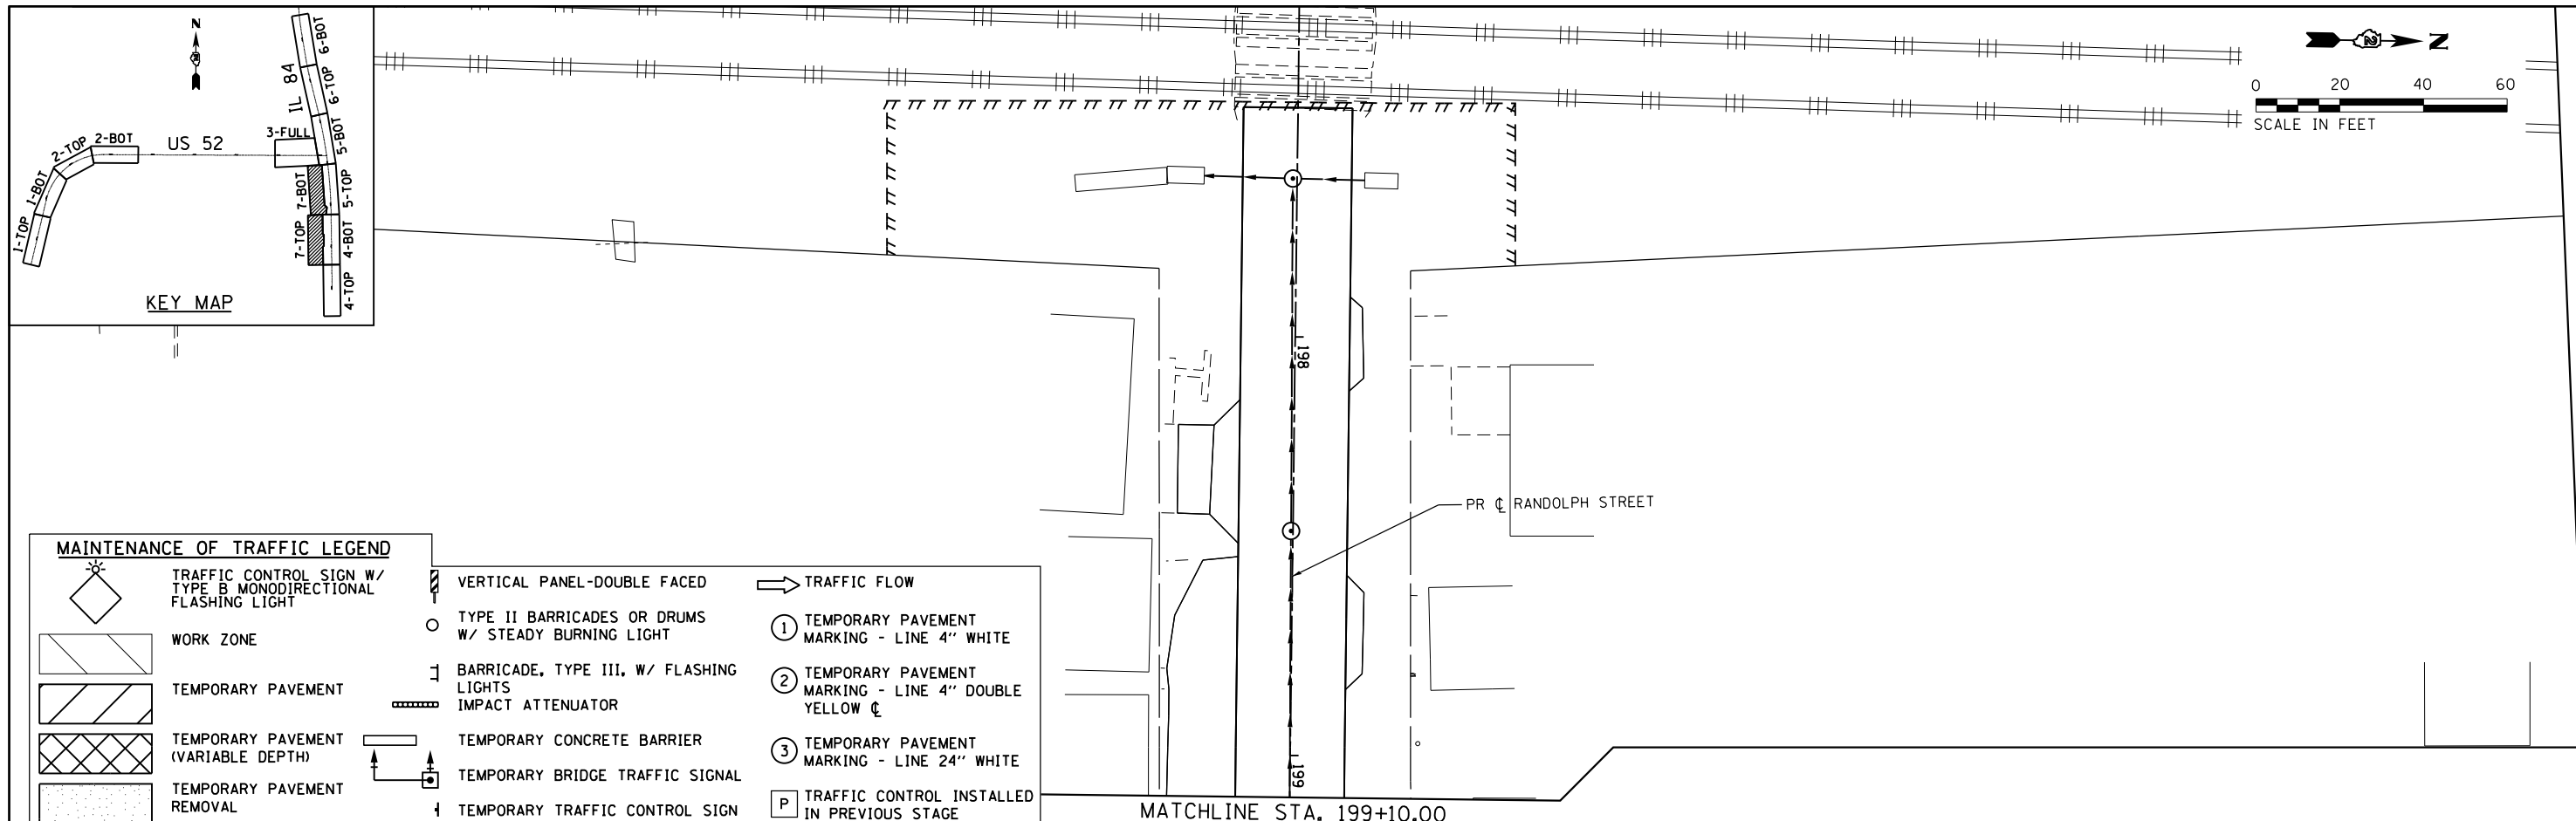 N
IL 84
US 52
1-TOP
1-BOT
2-TOP
2-BOT
3-FULL
6-BOT
6-TOP
5-BOT
5-TOP
7-BOT
7-TOP
4-BOT
4-TOP
KEY MAP
N
0 20 40 60
SCALE IN FEET
198
PR ℄ RANDOLPH STREET
199
MATCHLINE STA. 199+10.00
MAINTENANCE OF TRAFFIC LEGEND
TRAFFIC CONTROL SIGN W/
TYPE B MONODIRECTIONAL
FLASHING LIGHT
WORK ZONE
TEMPORARY PAVEMENT
TEMPORARY PAVEMENT
(VARIABLE DEPTH)
TEMPORARY PAVEMENT
REMOVAL
VERTICAL PANEL-DOUBLE FACED
TYPE II BARRICADES OR DRUMS
W/ STEADY BURNING LIGHT
BARRICADE, TYPE III, W/ FLASHING
LIGHTS
IMPACT ATTENUATOR
TEMPORARY CONCRETE BARRIER
TEMPORARY BRIDGE TRAFFIC SIGNAL
TEMPORARY TRAFFIC CONTROL SIGN
TRAFFIC FLOW
1 TEMPORARY PAVEMENT
MARKING - LINE 4'' WHITE
2 TEMPORARY PAVEMENT
MARKING - LINE 4'' DOUBLE
YELLOW ℄
3 TEMPORARY PAVEMENT
MARKING - LINE 24'' WHITE
P TRAFFIC CONTROL INSTALLED
IN PREVIOUS STAGE